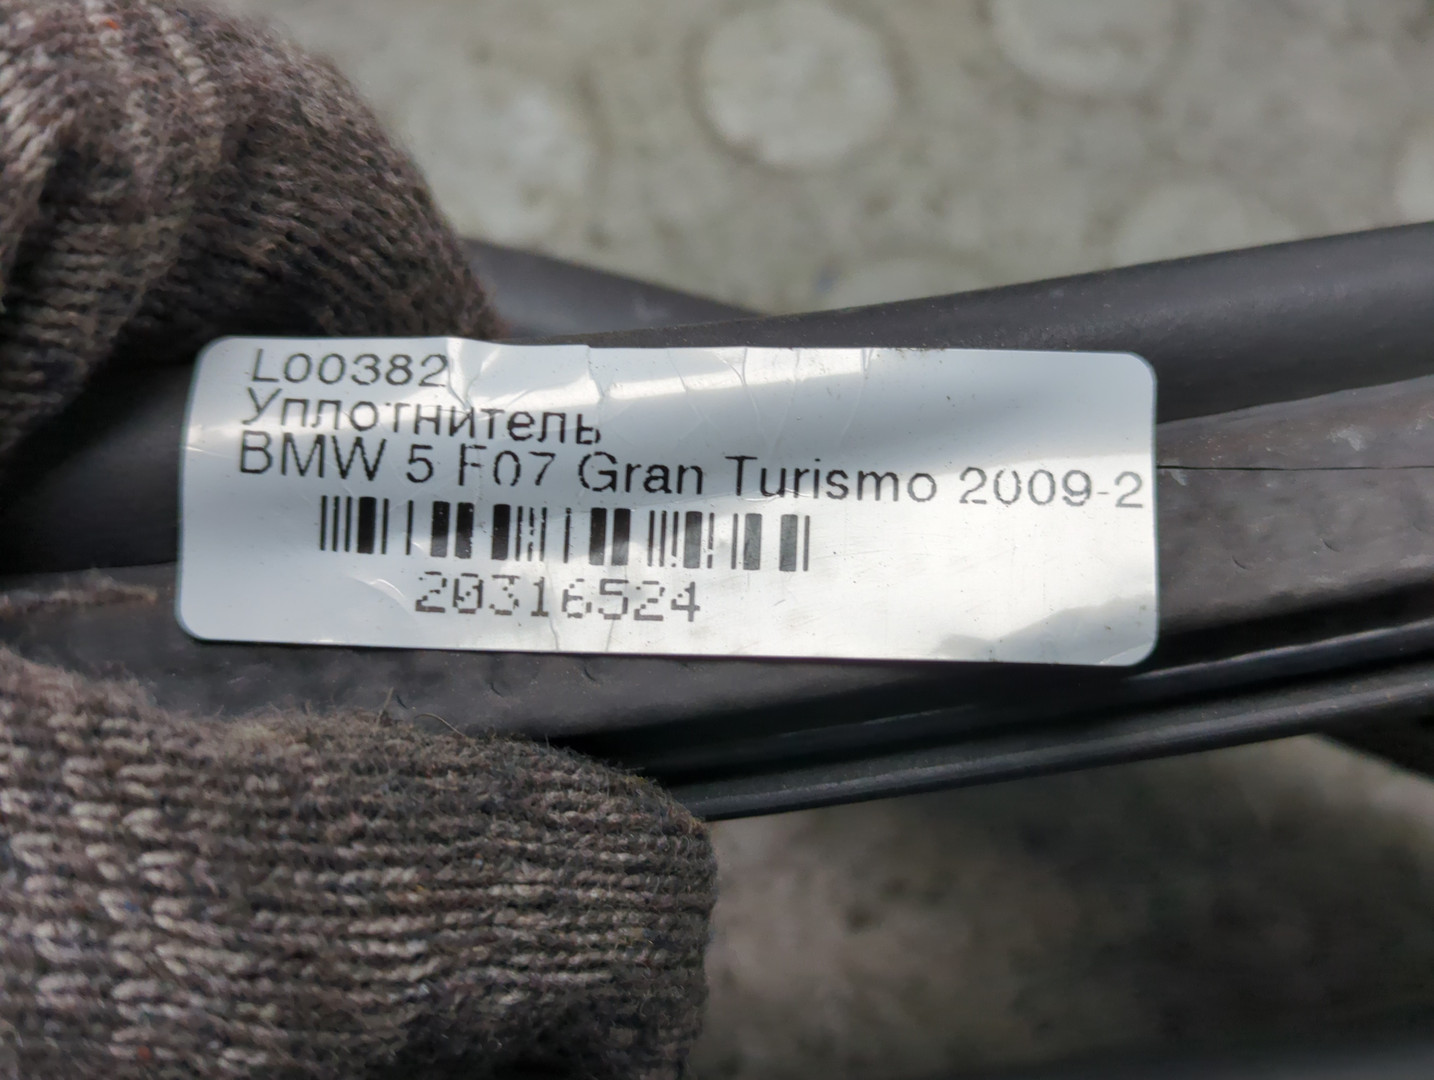 L00382
Уплотнитель
BMW 5 F07 Gran Turismo 2009-2
20316524